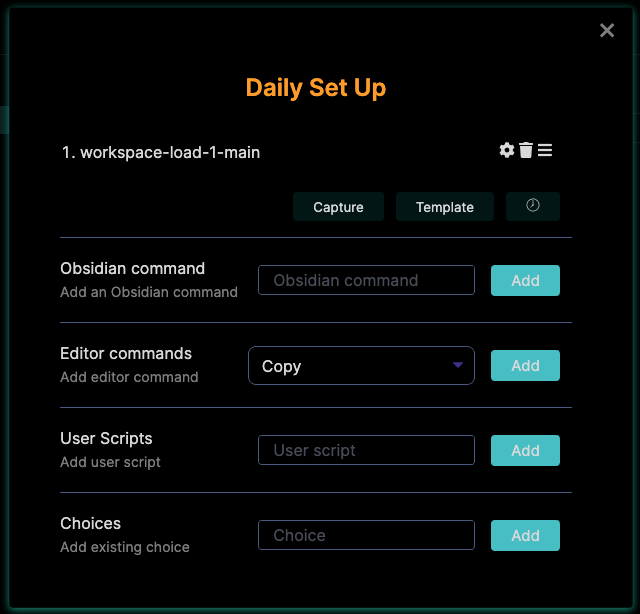 Daily Set Up
1. workspace-load-1-main
Capture
Template
Obsidian command
Add an Obsidian command
Obsidian command
Add
Editor commands
Add editor command
Copy
Add
User Scripts
Add user script
User script
Add
Choices
Add existing choice
Choice
Add